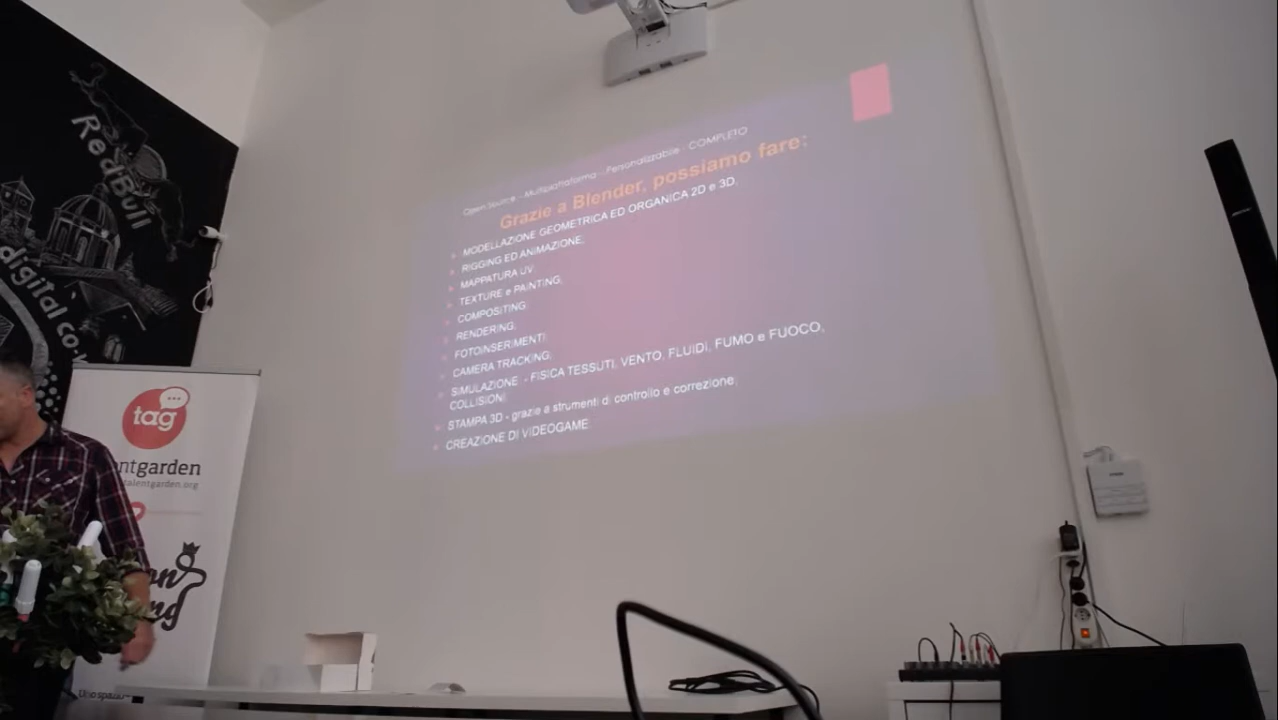 RedBull
digital co
tag
ntgarden
talentgarden.org
Open Source - Multipiattaforma - Personalizzabile - COMPLETO
Grazie a Blender, possiamo fare:
MODELLAZIONE GEOMETRICA ED ORGANICA 2D e 3D;
RIGGING ED ANIMAZIONE;
MAPPATURA UV
TEXTURE e PAINTING;
COMPOSITING;
RENDERING;
FOTOINSERIMENTI
CAMERA TRACKING;
SIMULAZIONE - FISICA TESSUTI, VENTO, FLUIDI, FUMO e FUOCO,
COLLISIONI
STAMPA 3D - grazie a strumenti di controllo e correzione;
CREAZIONE DI VIDEOGAME